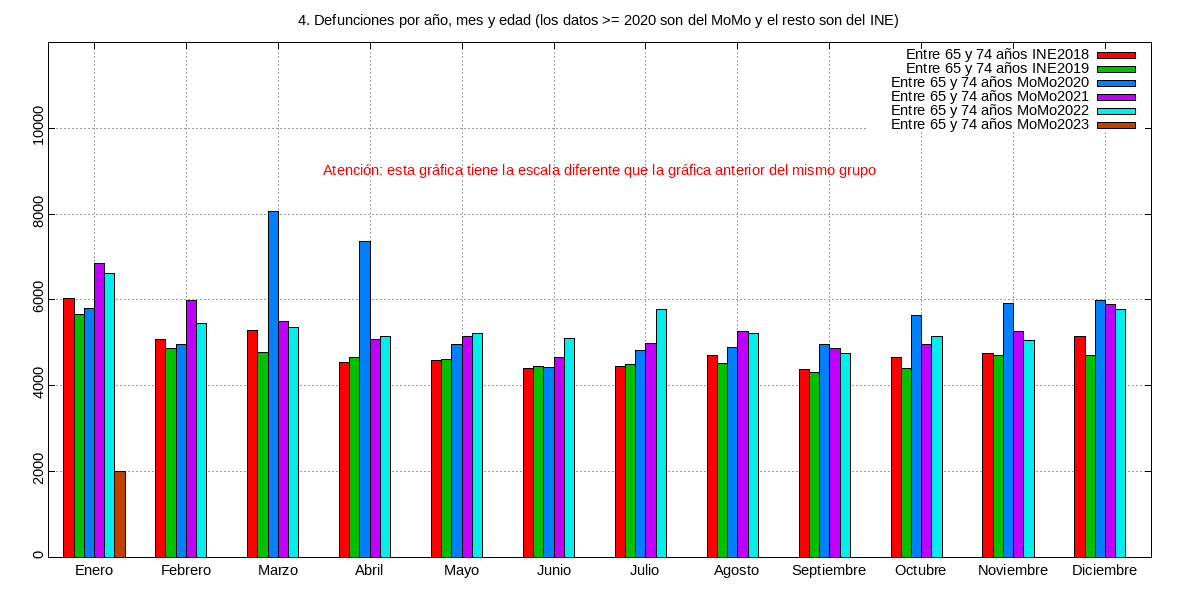 4. Defunciones por año, mes y edad (los datos >= 2020 son del MoMo y el resto son del INE)
Entre 65 y 74 años INE2018
Entre 65 y 74 años INE2019
Entre 65 y 74 años MoMo2020
Entre 65 y 74 años MoMo2021
Entre 65 y 74 años MoMo2022
Entre 65 y 74 años MoMo2023
Atención: esta gráfica tiene la escala diferente que la gráfica anterior del mismo grupo
10000
8000
6000
4000
2000
0
Enero Febrero Marzo Abril Mayo Junio Julio Agosto Septiembre Octubre Noviembre Diciembre